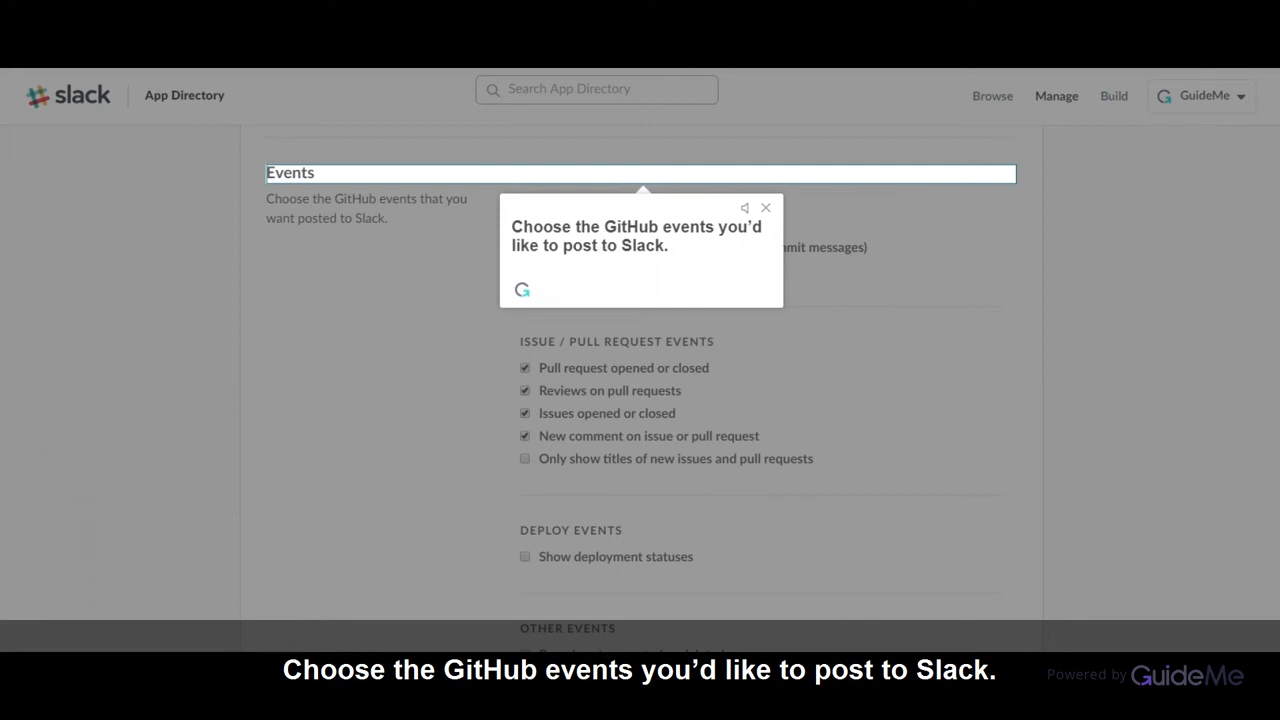 slack
App Directory
Search App Directory
Browse
Manage
Build
GuideMe
Events
Choose the GitHub events that you
want posted to Slack.
Choose the GitHub events you’d
like to post to Slack.
mmit messages)
ISSUE / PULL REQUEST EVENTS
Pull request opened or closed
Reviews on pull requests
Issues opened or closed
New comment on issue or pull request
Only show titles of new issues and pull requests
DEPLOY EVENTS
Show deployment statuses
OTHER EVENTS
Choose the GitHub events you’d like to post to Slack.
Powered by GuideMe